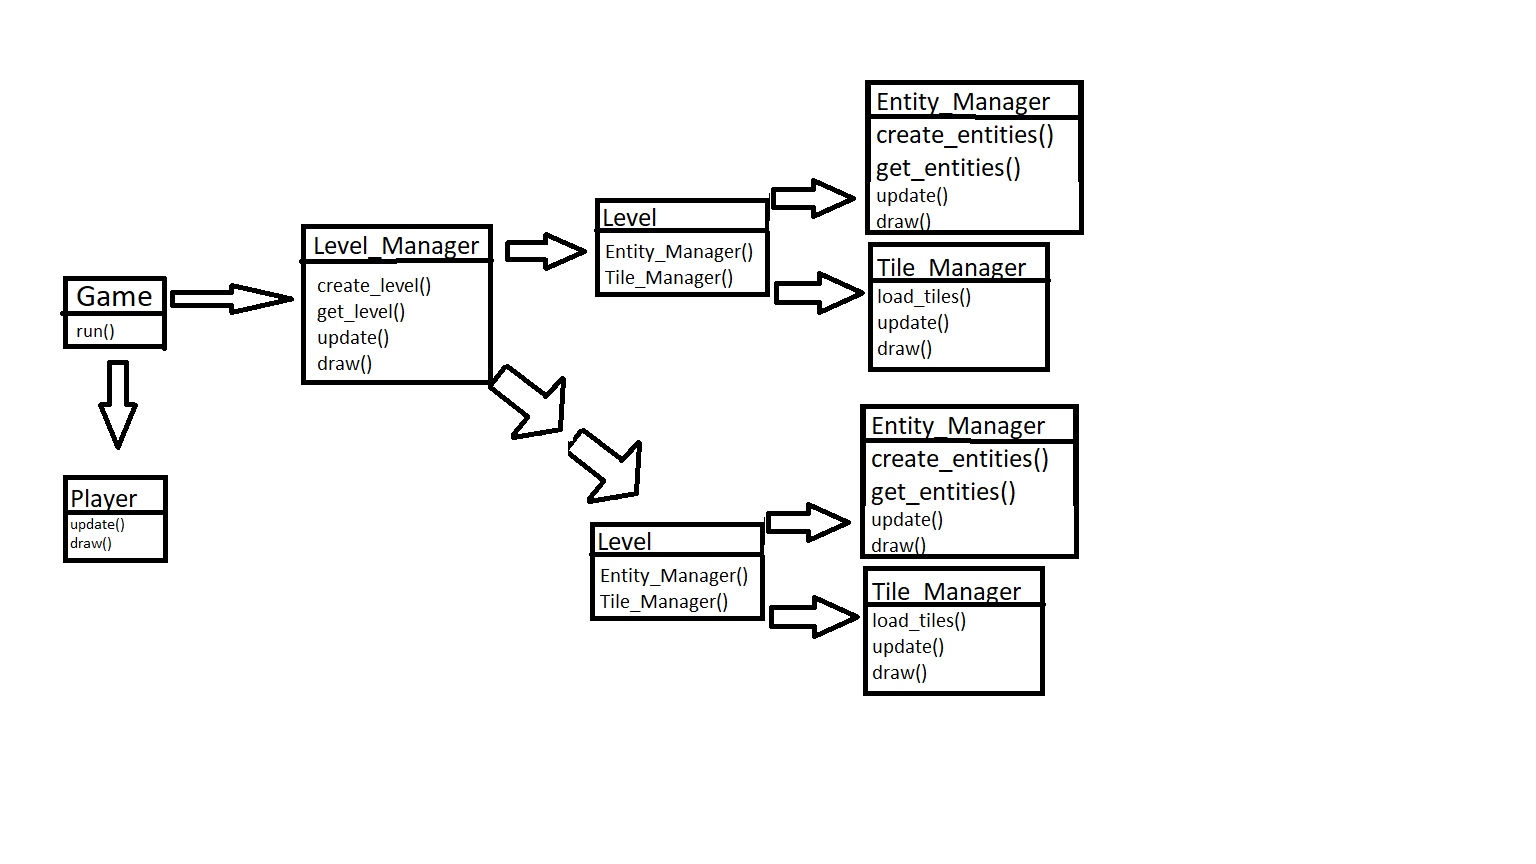 Game
run()
Player
update()
draw()
Level_Manager
create_level()
get_level()
update()
draw()
Level
Entity_Manager()
Tile_Manager()
Entity_Manager
create_entities()
get_entities()
update()
draw()
Tile_Manager
load_tiles()
update()
draw()
Level
Entity_Manager()
Tile_Manager()
Entity_Manager
create_entities()
get_entities()
update()
draw()
Tile_Manager
load_tiles()
update()
draw()